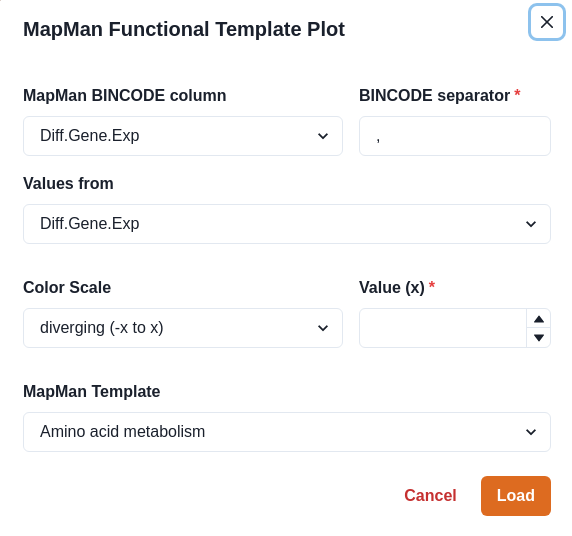 MapMan Functional Template Plot
MapMan BINCODE column
BINCODE separator *
Diff.Gene.Exp
,
Values from
Diff.Gene.Exp
Color Scale
Value (x) *
diverging (-x to x)
MapMan Template
Amino acid metabolism
Cancel
Load